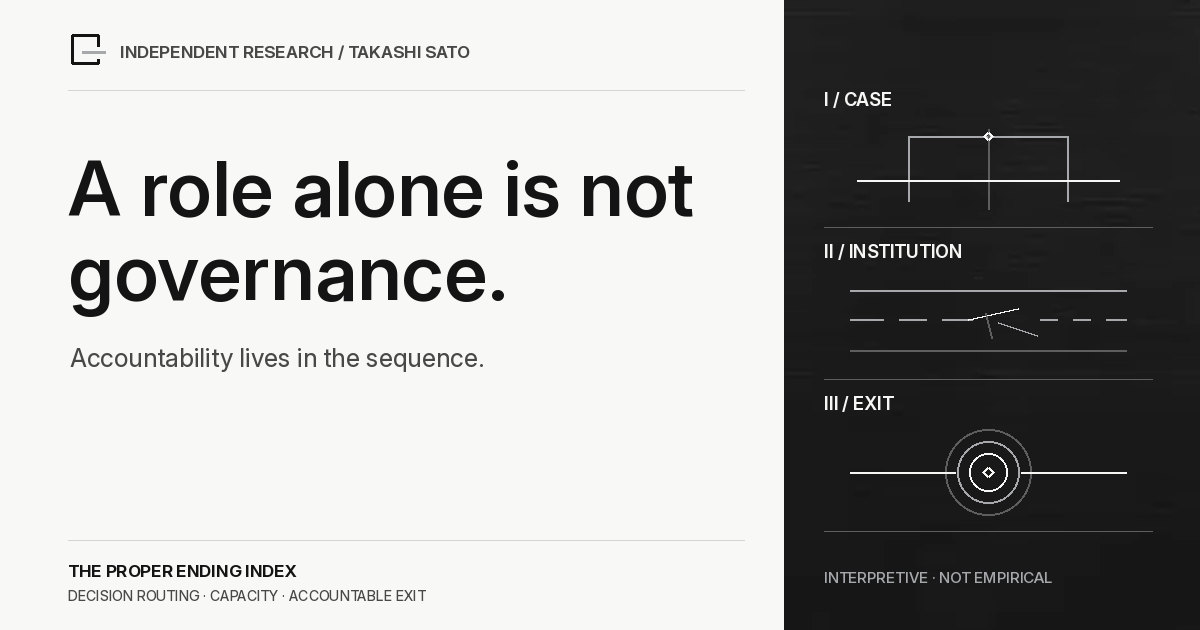 INDEPENDENT RESEARCH / TAKASHI SATO
A role alone is not
governance.
Accountability lives in the sequence.
THE PROPER ENDING INDEX
DECISION ROUTING · CAPACITY · ACCOUNTABLE EXIT
I / CASE
II / INSTITUTION
III / EXIT
INTERPRETIVE · NOT EMPIRICAL